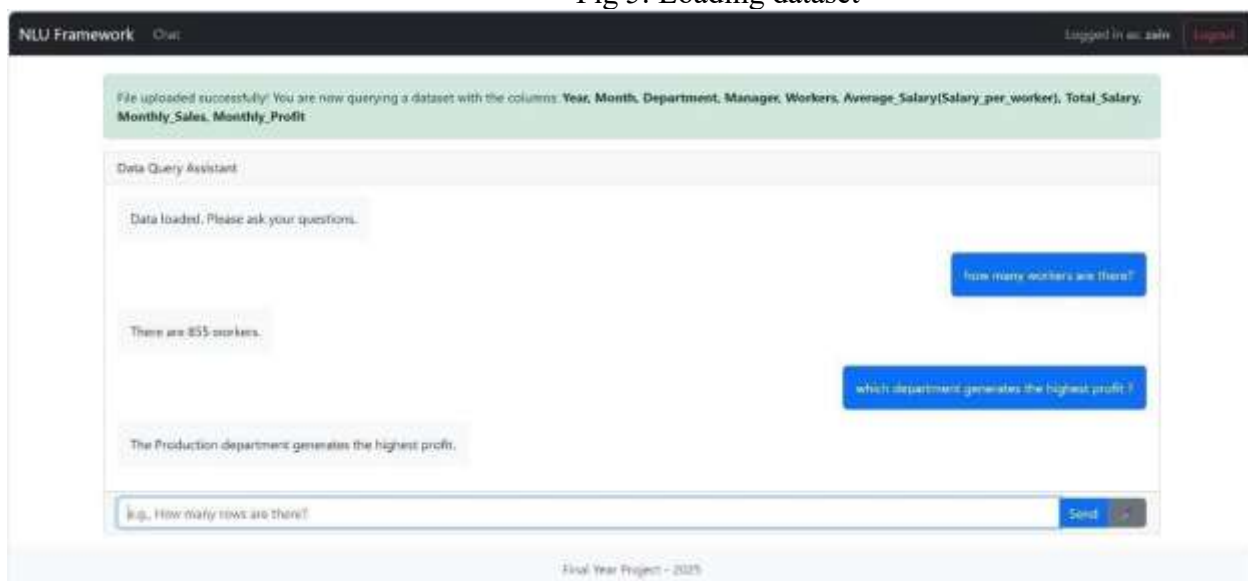 Fig 5. Loading dataset
NLU Framework Chat Logged in as: zain Logout
File uploaded successfully! You are now querying a dataset with the columns: Year, Month, Department, Manager, Workers, Average_Salary(Salary_per_worker), Total_Salary,
Monthly_Sales, Monthly_Profit
Data Query Assistant
Data loaded. Please ask your questions.
how many workers are there?
There are 855 workers.
which department generates the highest profit ?
The Production department generates the highest profit.
e.g., How many rows are there? Send
Final Year Project - 2025